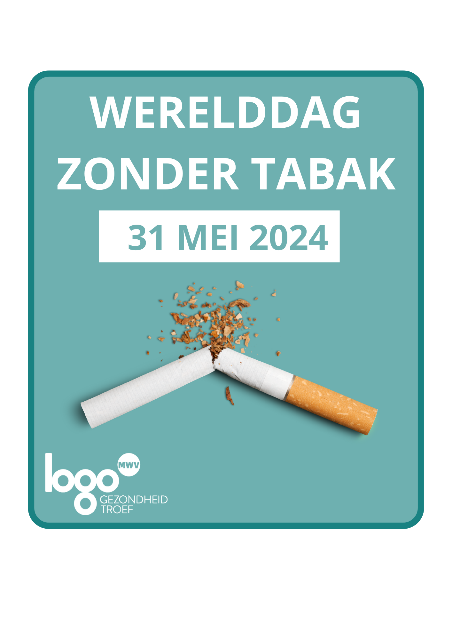 WERELDDAG
ZONDER TABAK
31 MEI 2024
logo MWV
GEZONDHEID
TROEF